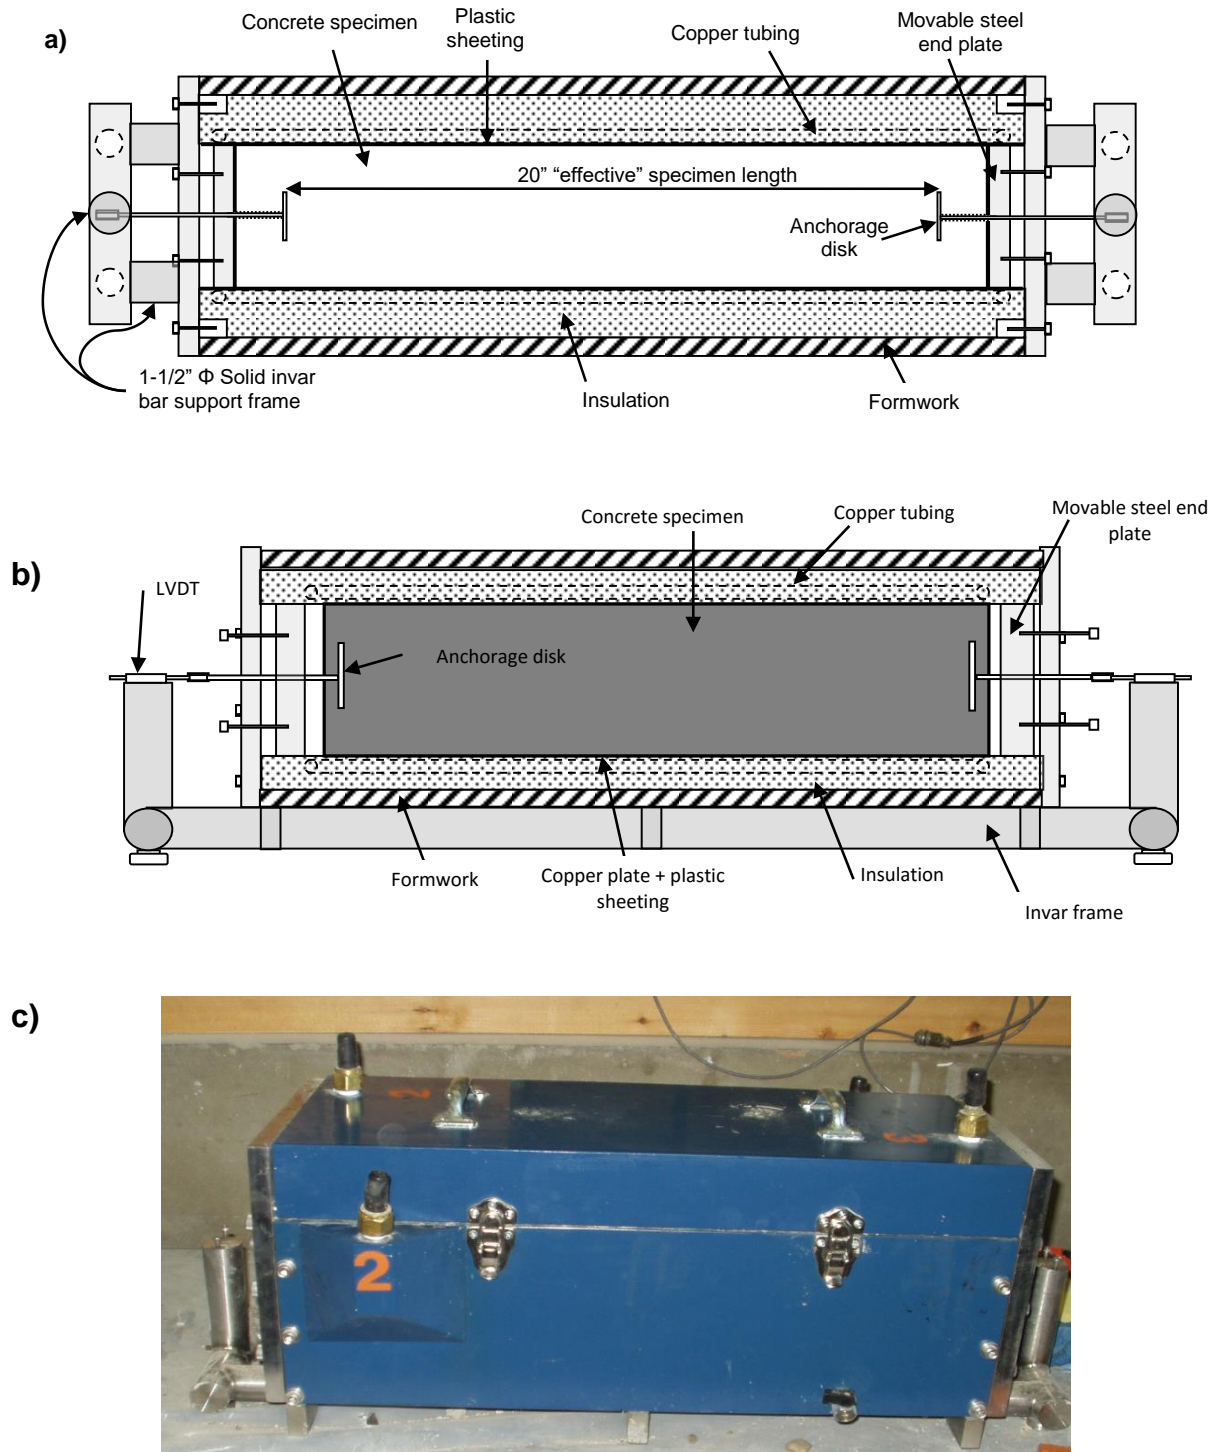 a)
Concrete specimen
Plastic
sheeting
Copper tubing
Movable steel
end plate
20” “effective” specimen length
Anchorage
disk
1-1/2” Φ Solid invar
bar support frame
Insulation
Formwork
b)
LVDT
Concrete specimen
Copper tubing
Movable steel end
plate
Anchorage disk
Formwork
Copper plate + plastic
sheeting
Insulation
Invar frame
c)
2
3
2